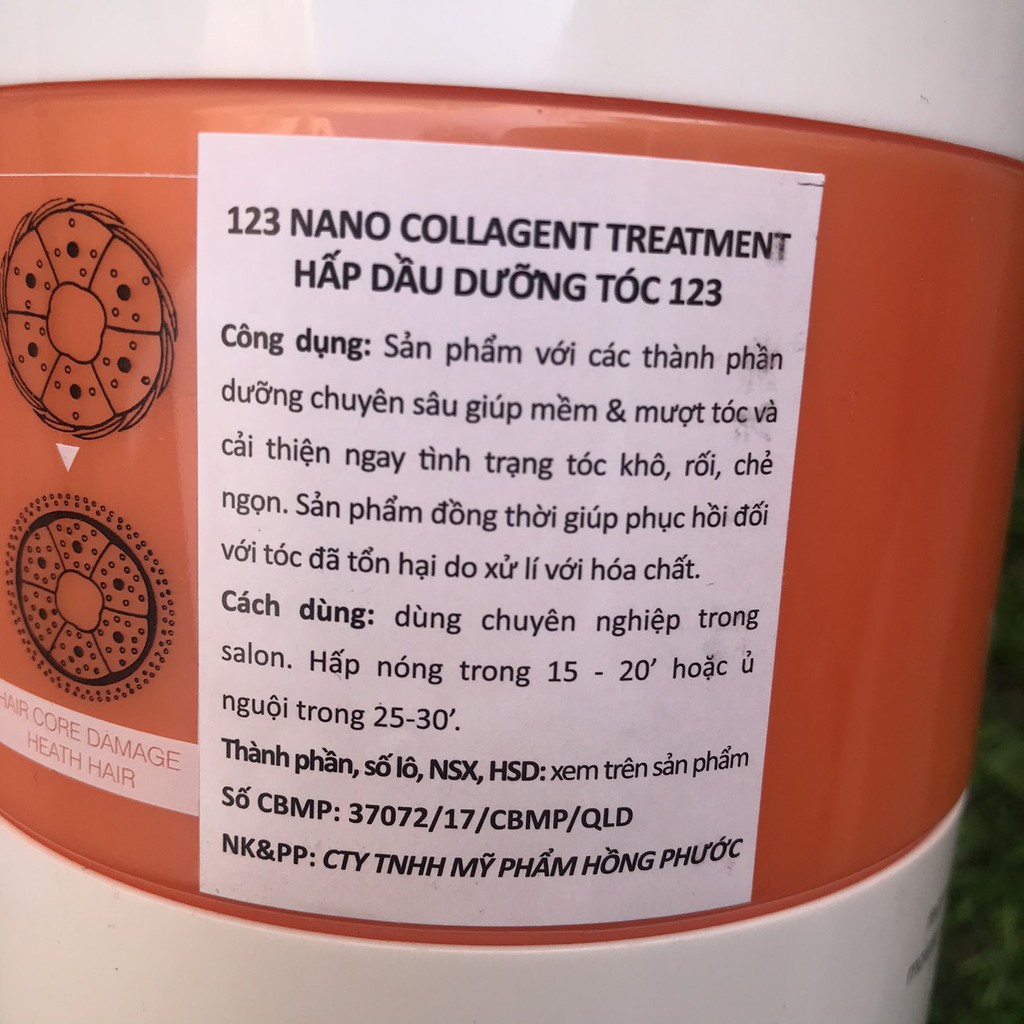 123 NANO COLLAGENT TREATMENT
HẤP DẦU DƯỠNG TÓC 123
Công dụng: Sản phẩm với các thành phần
dưỡng chuyên sâu giúp mềm & mượt tóc và
cải thiện ngay tình trạng tóc khô, rối, chẻ
ngọn. Sản phẩm đồng thời giúp phục hồi đối
với tóc đã tổn hại do xử lí với hóa chất.
Cách dùng: dùng chuyên nghiệp trong
salon. Hấp nóng trong 15 - 20’ hoặc ủ
nguội trong 25-30’.
Thành phần, số lô, NSX, HSD: xem trên sản phẩm
Số CBMP: 37072/17/CBMP/QLD
NK&PP: CTY TNHH MỸ PHẨM HỒNG PHƯỚC
HAIR CORE DAMAGE
HEATH HAIR